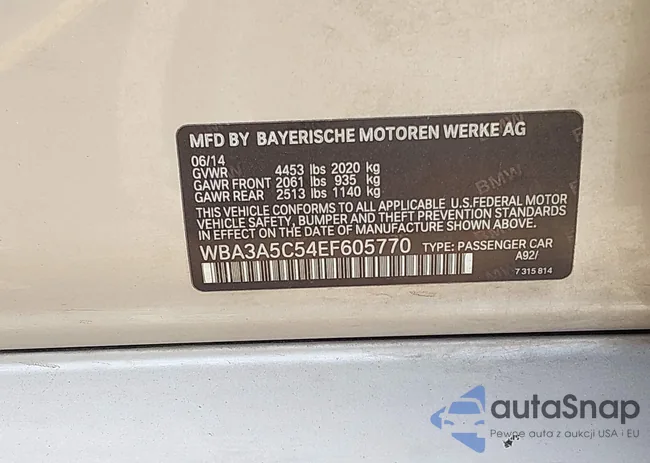 MFD BY BAYERISCHE MOTOREN WERKE AG
06/14
GVWR 4453 lbs 2020 kg
GAWR FRONT 2061 lbs 935 kg
GAWR REAR 2513 lbs 1140 kg
THIS VEHICLE CONFORMS TO ALL APPLICABLE U.S.FEDERAL MOTOR
VEHICLE SAFETY, BUMPER AND THEFT PREVENTION STANDARDS
IN EFFECT ON THE DATE OF MANUFACTURE SHOWN ABOVE.
WBA3A5C54EF605770 TYPE: PASSENGER CAR
A92/
7 315 814
BMW
autoSnap
Pewne auta z aukcji USA i EU